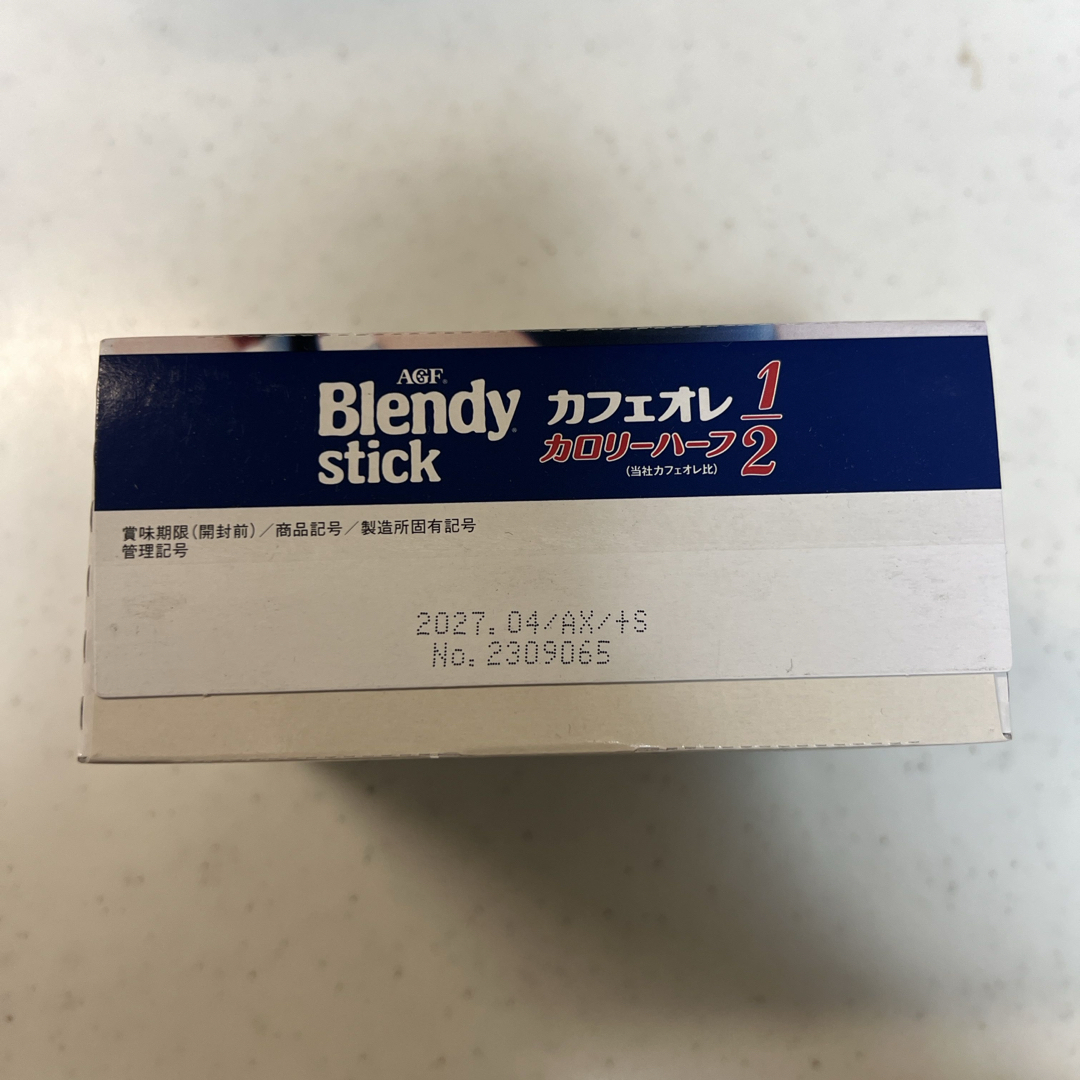 AGF®
Blendy®
stick
カフェオレ
カロリーハーフ
1/2
(当社カフェオレ比)
賞味期限(開封前)/商品記号/製造所固有記号
管理記号
2027.04/AX/+S
No.2309065